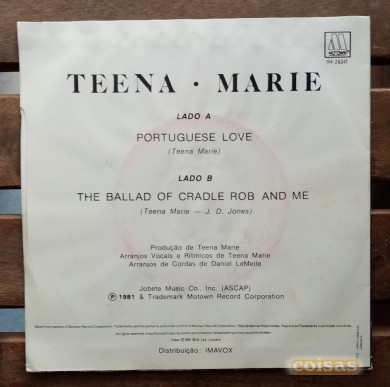 MOTOWN
TEENA • MARIE
LADO A
PORTUGUESE LOVE
(Teena Marie)
LADO B
THE BALLAD OF CRADLE ROB AND ME
(Teena Marie — J. D. Jones)
Produção de Teena Marie
Arranjos Vocais e Rítmicos de Teena Marie
Arranjos de Cordas de Daniel LeMelle
Jobete Music Co., Inc. (ASCAP)
Ⓟ 1981 & Trademark Motown Record Corporation
Distribuição: IMAVOX
coisas